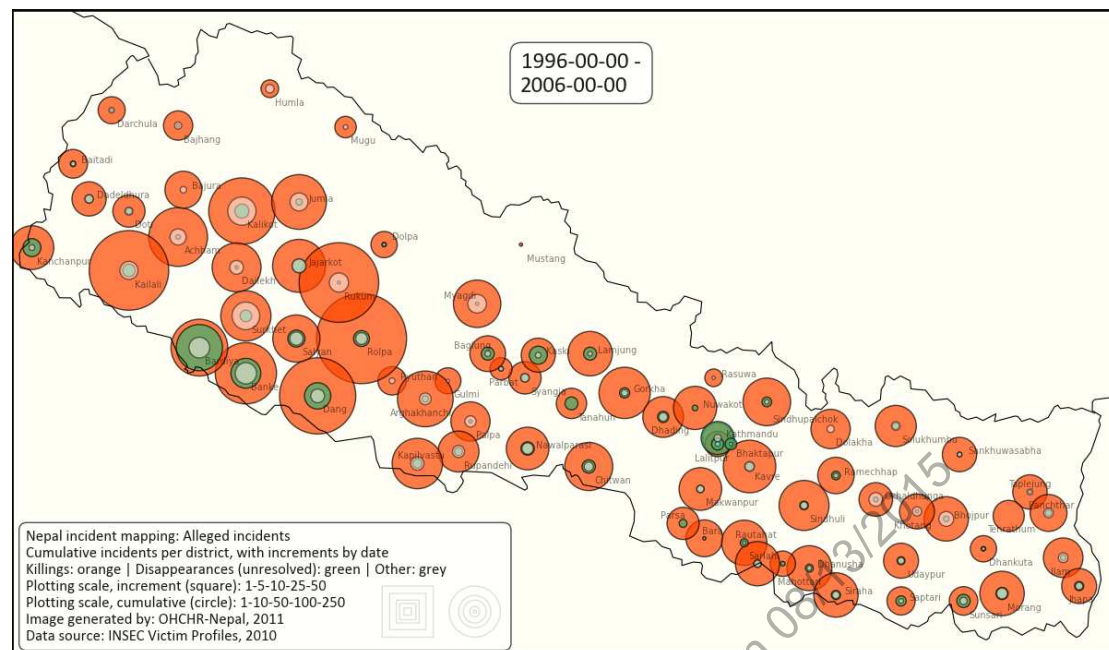 1996-00-00 -
2006-00-00
Humla
Darchula
Bajhang
Mugu
Baitadi
Dadeldhura
Bajura
Jumla
Doti
Kalikot
Achham
Dolpa
Mustang
Kanchanpur
Kailali
Dailekh
Jajarkot
Rukum
Myagdi
Surkhet
Bardiya
Salyan
Rolpa
Baglung
Kaski
Lamjung
Banke
Pyuthan
Parbat
Syangja
Rasuwa
Dang
Gulmi
Gorkha
Arghakhanchi
Tanahun
Nuwakot
Sindhupalchok
Palpa
Dhading
Kathmandu
Dolakha
Solukhumbu
Nawalparasi
Lalitpur
Bhaktapur
Sankhuwasabha
Kapilvastu
Rupandehi
Chitwan
Kavre
Ramechhap
Taplejung
Makwanpur
Okhaldhunga
Panchthar
Sindhuli
Khotang
Bhojpur
Tehrathum
Parsa
Bara
Rautahat
Dhankuta
Sarlahi
Mahottari
Dhanusha
Udaypur
Ilam
Siraha
Saptari
Sunsari
Morang
Jhapa
Nepal incident mapping: Alleged incidents
Cumulative incidents per district, with increments by date
Killings: orange | Disappearances (unresolved): green | Other: grey
Plotting scale, increment (square): 1-5-10-25-50
Plotting scale, cumulative (circle): 1-10-50-100-250
Image generated by: OHCHR-Nepal, 2011
Data source: INSEC Victim Profiles, 2010